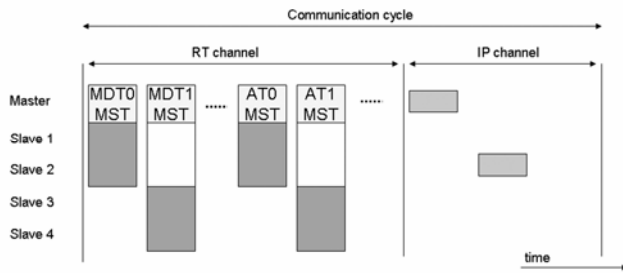 Communication cycle
RT channel
IP channel
Master
MDT0
MST
MDT1
MST
.....
AT0
MST
AT1
MST
.....
Slave 1
Slave 2
Slave 3
Slave 4
time